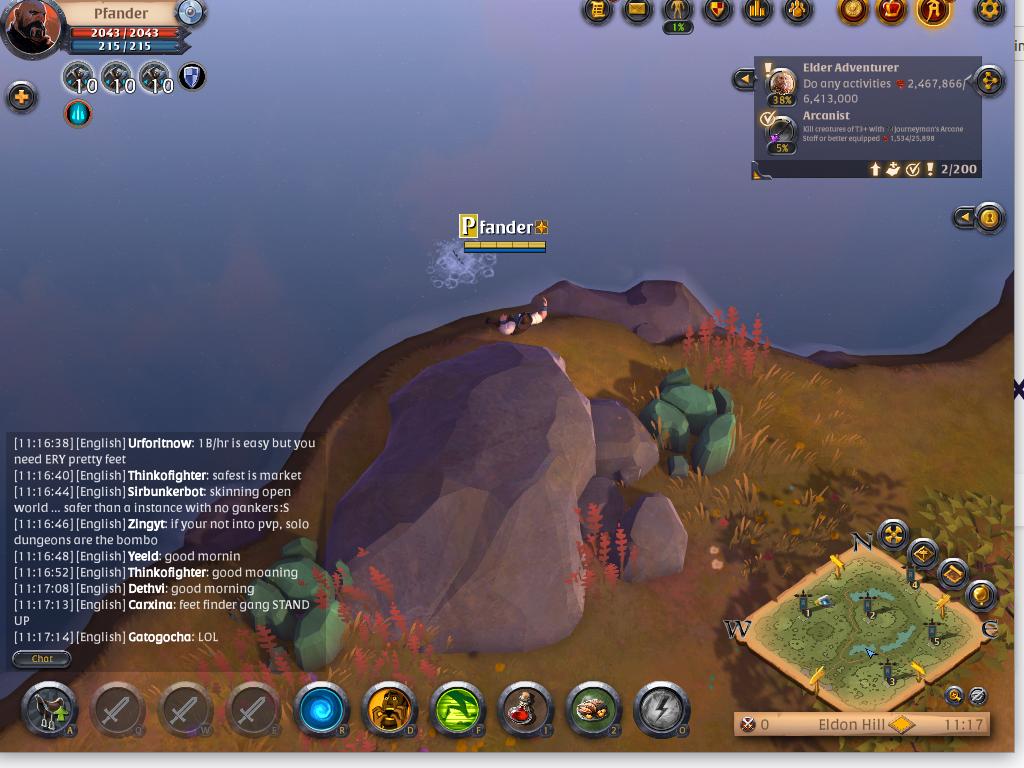 Pfander
2043/2043
215/215
10 10 10
1%
Elder Adventurer
Do any activities 2,467,866/
6,413,000
38%
Arcanist
Kill creatures of T3+ with Journeyman's Arcane
Staff or better equipped 1,534/25,898
5%
2/200
Pfander
[11:16:38] [English] Urforitnow: 1B/hr is easy but you
need ERY pretty feet
[11:16:40] [English] Thinkofighter: safest is market
[11:16:44] [English] Sirbunkerbot: skinning open
world ... safer than a instance with no gankers:S
[11:16:46] [English] Zingyt: if your not into pvp, solo
dungeons are the bombo
[11:16:48] [English] Yeeld: good mornin
[11:16:52] [English] Thinkofighter: good moaning
[11:17:08] [English] Dethvi: good morning
[11:17:13] [English] Carxina: feet finder gang STAND
UP
[11:17:14] [English] Gatogocha: LOL
Chat
A Q W E R D F 1 2 O
N
W E
1 2 3 4 5
0 Eldon Hill 11:17